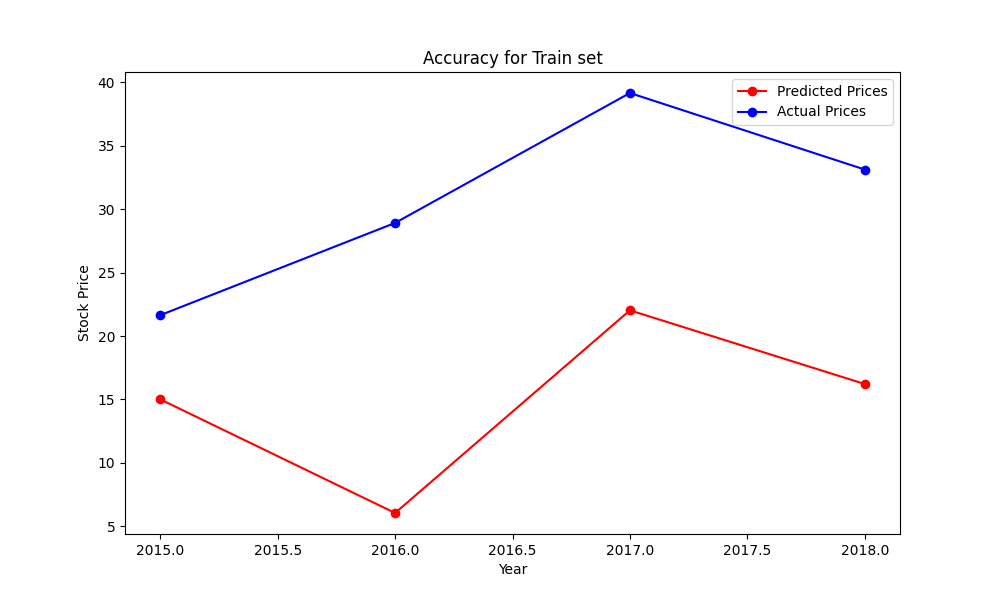 Accuracy for Train set
Predicted Prices
Actual Prices
40
35
30
25
20
15
10
5
Stock Price
2015.0 2015.5 2016.0 2016.5 2017.0 2017.5 2018.0
Year